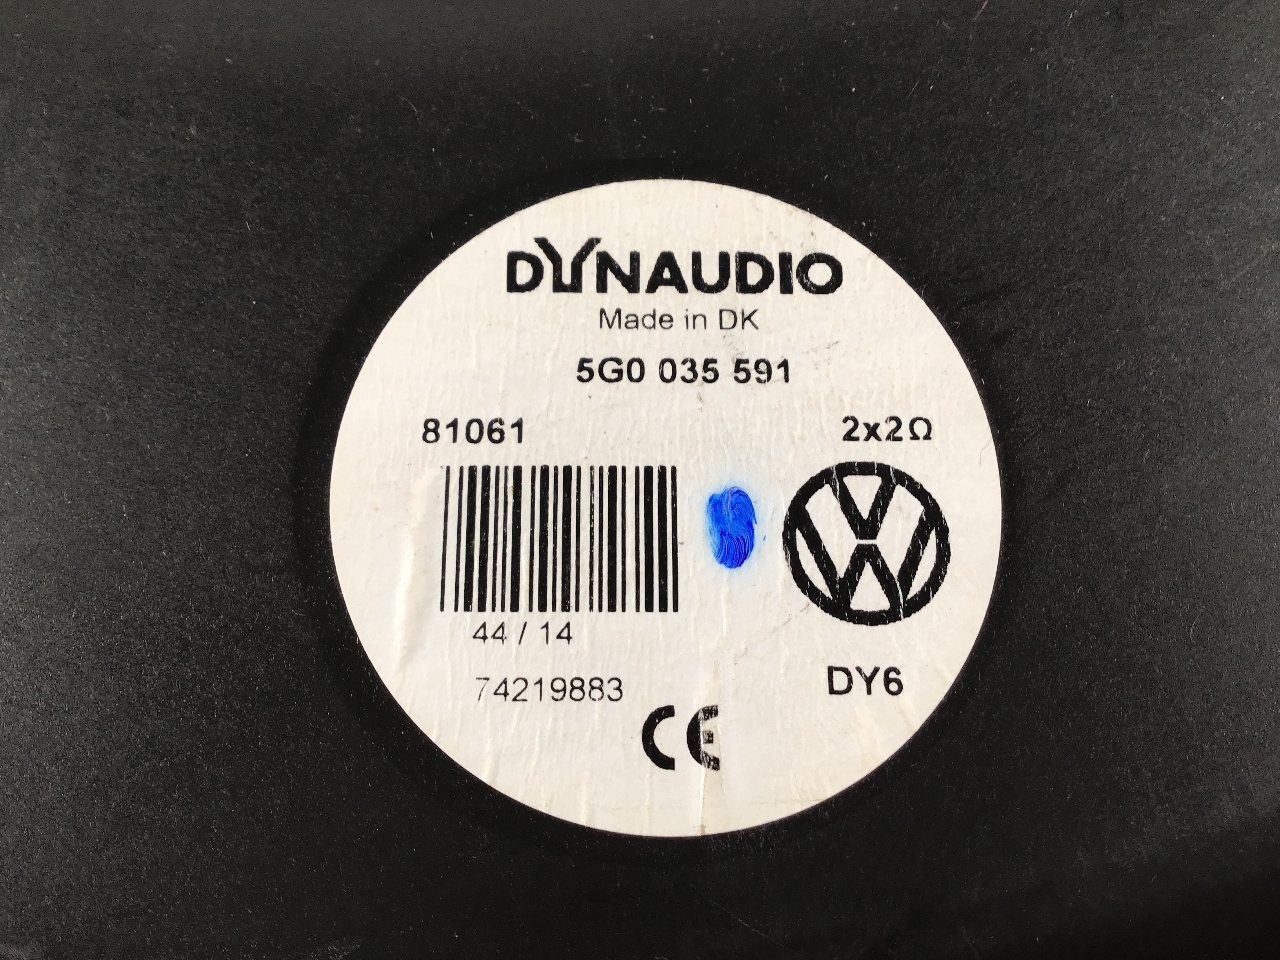 DYNAUDIO
Made in DK
5G0 035 591
81061
2x2Ω
44 / 14
74219883
DY6
CE